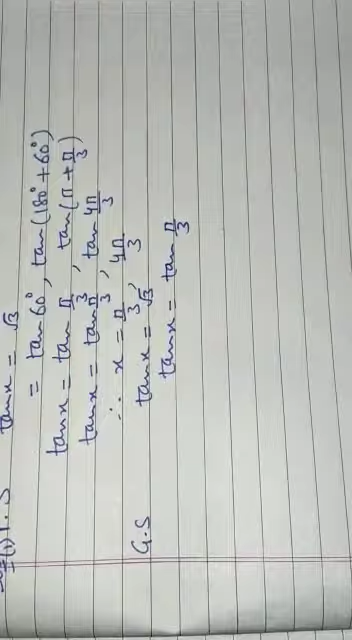 (1) P.S tanx = √3
= tan60°, tan(180°+60°)
tanx = tan π/3, tan(π + π/3)
tanx = tan π/3, tan 4π/3
∴ x = π/3, 4π/3
G.S tanx = √3
tanx = tan π/3